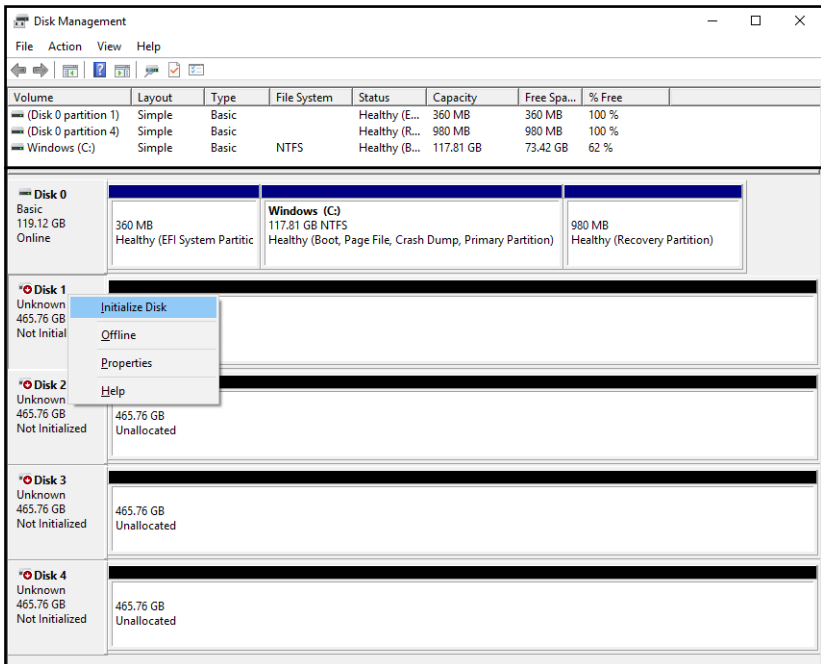 Disk Management
File Action View Help
Volume Layout Type File System Status Capacity Free Spa... % Free
(Disk 0 partition 1) Simple Basic Healthy (E... 360 MB 360 MB 100 %
(Disk 0 partition 4) Simple Basic Healthy (R... 980 MB 980 MB 100 %
Windows (C:) Simple Basic NTFS Healthy (B... 117.81 GB 73.42 GB 62 %
Disk 0
Basic
119.12 GB
Online
360 MB
Healthy (EFI System Partitic
Windows (C:)
117.81 GB NTFS
Healthy (Boot, Page File, Crash Dump, Primary Partition)
980 MB
Healthy (Recovery Partition)
Disk 1
Unknown
465.76 GB
Not Initial
Initialize Disk
Offline
Properties
Help
Disk 2
Unknown
465.76 GB
Not Initialized
465.76 GB
Unallocated
Disk 3
Unknown
465.76 GB
Not Initialized
465.76 GB
Unallocated
Disk 4
Unknown
465.76 GB
Not Initialized
465.76 GB
Unallocated